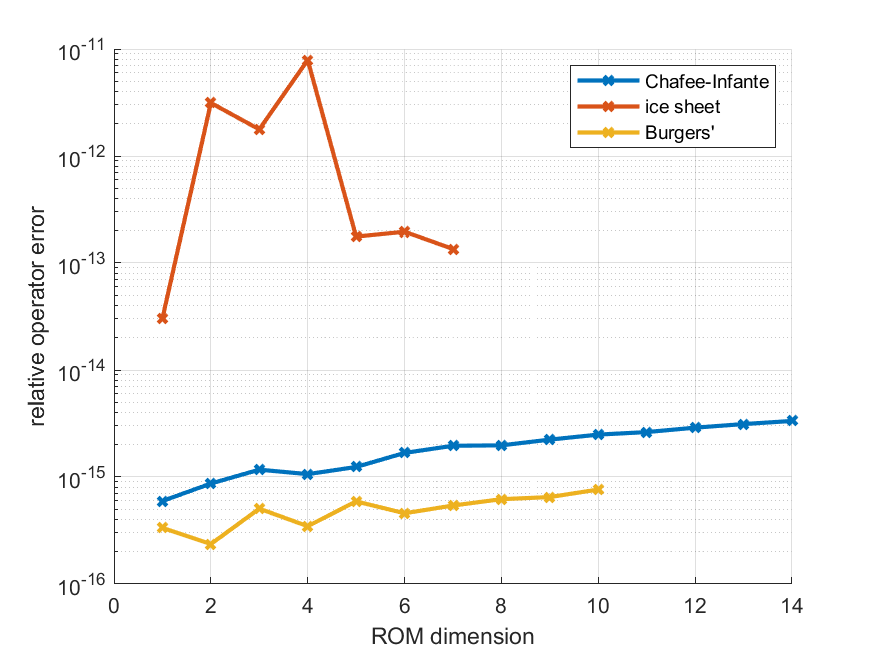 10^-11
10^-12
10^-13
10^-14
10^-15
10^-16
relative operator error
Chafee-Infante
ice sheet
Burgers'
0 2 4 6 8 10 12 14
ROM dimension